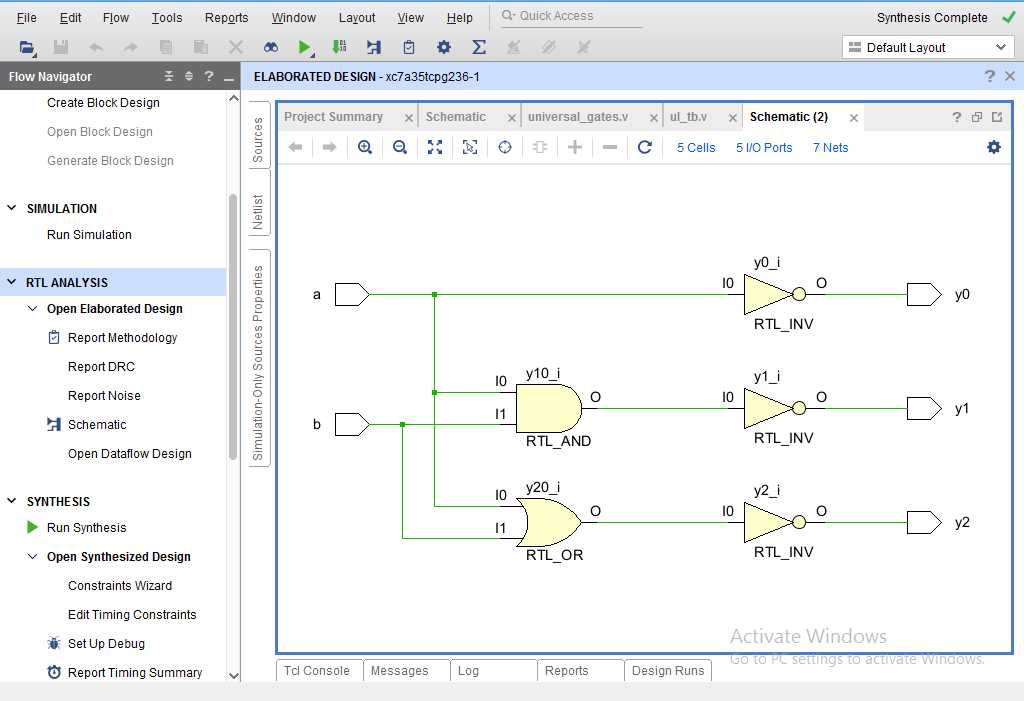 File Edit Flow Tools Reports Window Layout View Help Quick Access Synthesis Complete
Default Layout
Flow Navigator
ELABORATED DESIGN - xc7a35tcpg236-1
Create Block Design
Open Block Design
Generate Block Design
SIMULATION
Run Simulation
RTL ANALYSIS
Open Elaborated Design
Report Methodology
Report DRC
Report Noise
Schematic
Open Dataflow Design
SYNTHESIS
Run Synthesis
Open Synthesized Design
Constraints Wizard
Edit Timing Constraints
Set Up Debug
Report Timing Summary
Sources
Netlist
Simulation-Only Sources Properties
Project Summary Schematic universal_gates.v ul_tb.v Schematic (2)
5 Cells 5 I/O Ports 7 Nets
y0_i
a I0 O y0
RTL_INV
y10_i y1_i
I0 O I0 O y1
b I1
RTL_AND RTL_INV
y20_i y2_i
I0 O I0 O y2
I1
RTL_OR RTL_INV
Activate Windows
Go to PC settings to activate Windows.
Tcl Console Messages Log Reports Design Runs